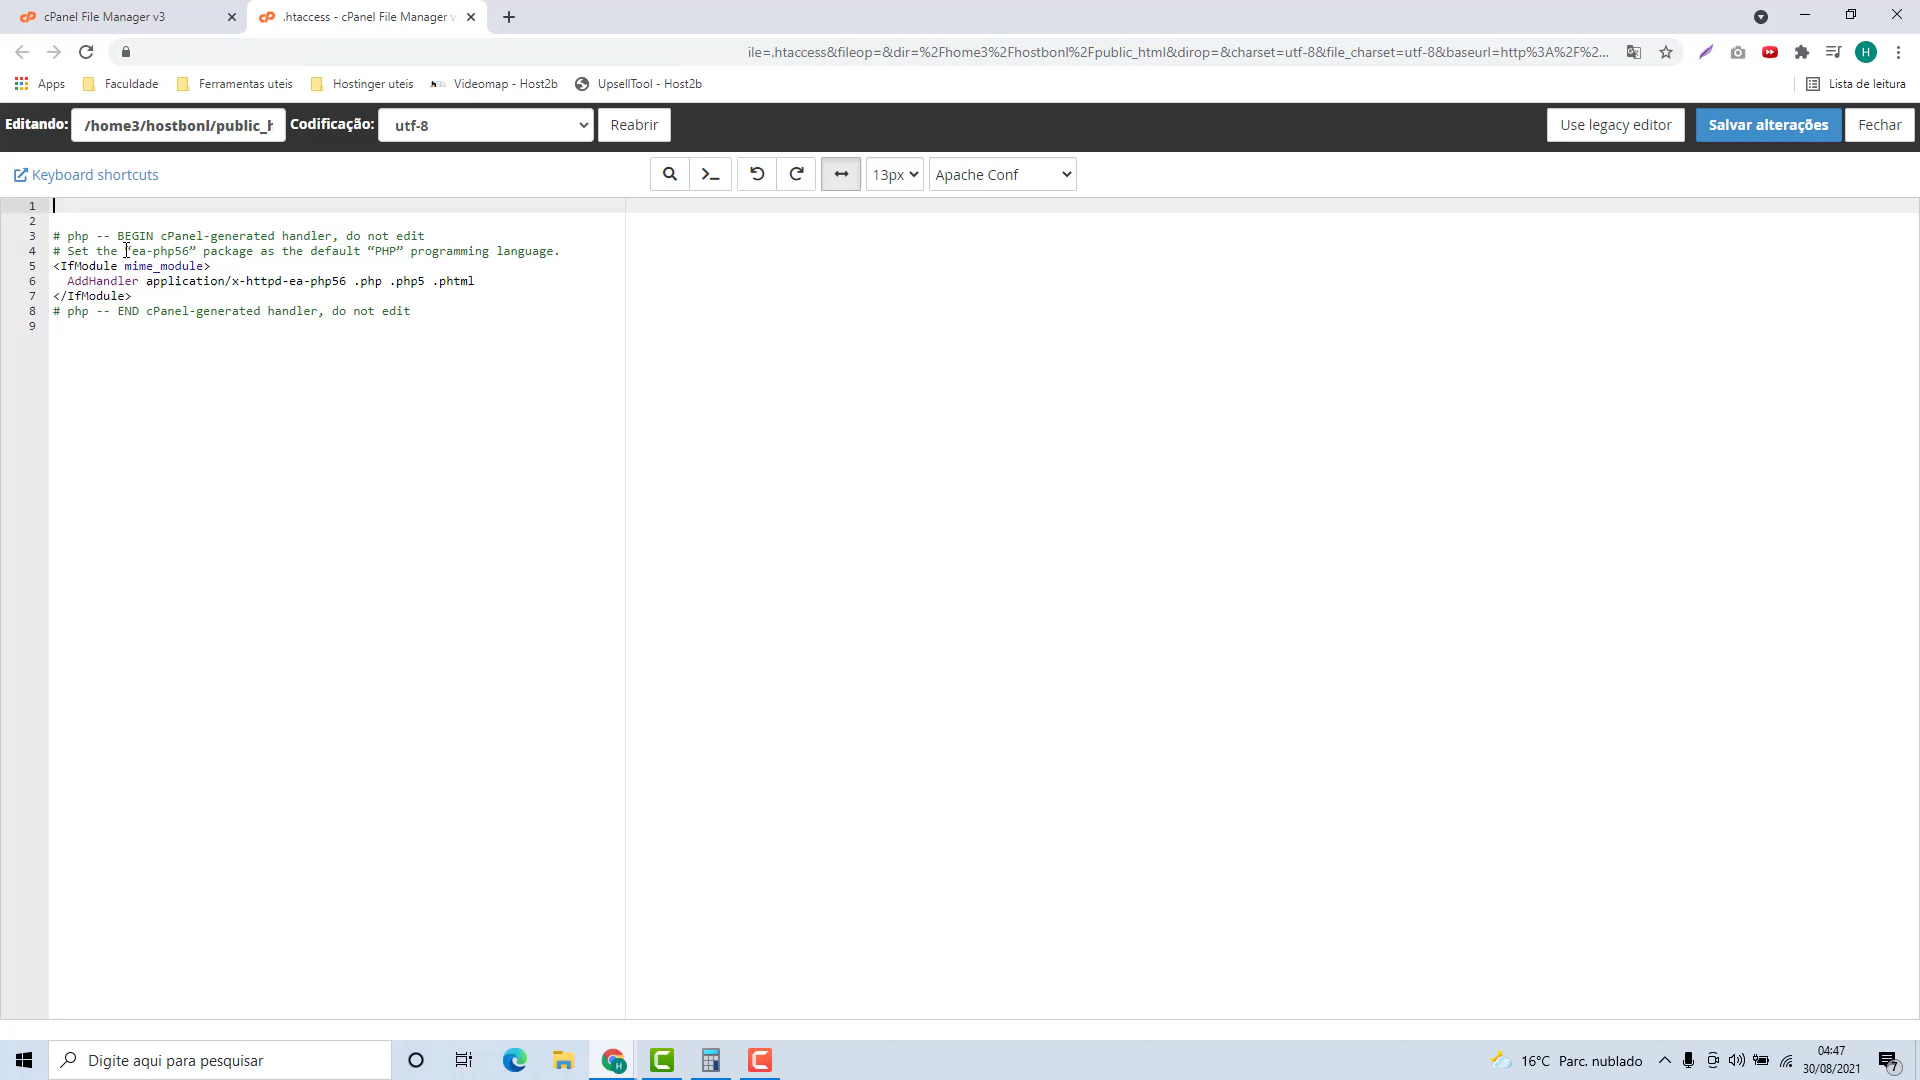 cPanel File Manager v3
.htaccess - cPanel File Manager v
ile=.htaccess&fileop=&dir=%2Fhome3%2Fhostbonl%2Fpublic_html&dirop=&charset=utf-8&file_charset=utf-8&baseurl=http%3A%2F%2...
H
Apps
Faculdade
Ferramentas uteis
Hostinger uteis
Videomap - Host2b
UpsellTool - Host2b
Lista de leitura
Editando:
/home3/hostbonl/public_h
Codificação:
utf-8
Reabrir
Use legacy editor
Salvar alterações
Fechar
Keyboard shortcuts
13px
Apache Conf
1
2
3 # php -- BEGIN cPanel-generated handler, do not edit
4 # Set the “ea-php56” package as the default “PHP” programming language.
5 <IfModule mime_module>
6 AddHandler application/x-httpd-ea-php56 .php .php5 .phtml
7 </IfModule>
8 # php -- END cPanel-generated handler, do not edit
9
Digite aqui para pesquisar
16°C Parc. nublado
04:47
30/08/2021
7